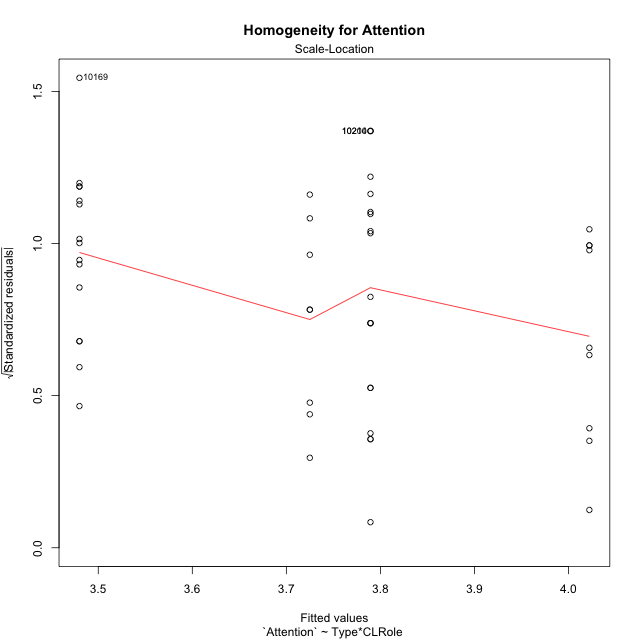 Homogeneity for Attention
Scale-Location
10169
1.5
1.0
0.5
0.0
√|Standardized residuals|
3.5 3.6 3.7 3.8 3.9 4.0
Fitted values
`Attention` ~ Type*CLRole